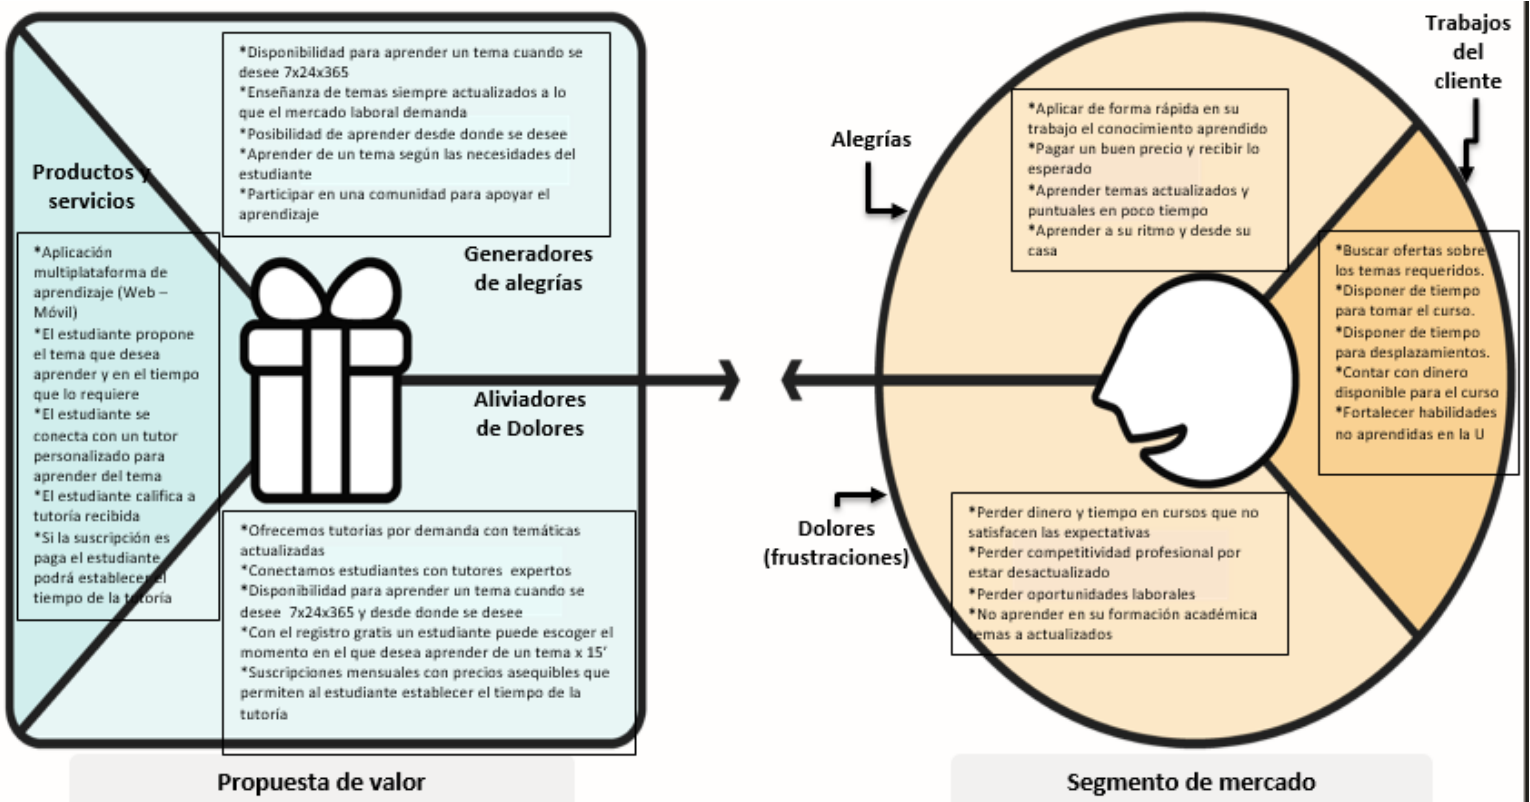 *Disponibilidad para aprender un tema cuando se
desee 7x24x365
*Enseñanza de temas siempre actualizados a lo
que el mercado laboral demanda
*Posibilidad de aprender desde donde se desee
*Aprender de un tema según las necesidades del
estudiante
*Participar en una comunidad para apoyar el
aprendizaje
Productos y
servicios
*Aplicación
multiplataforma de
aprendizaje (Web –
Móvil)
*El estudiante propone
el tema que desea
aprender y en el tiempo
que lo requiere
*El estudiante se
conecta con un tutor
personalizado para
aprender del tema
*El estudiante califica a
tutoría recibida
*Si la suscripción es
paga el estudiante
podrá establecer el
tiempo de la tutoría
Generadores
de alegrías
Aliviadores
de Dolores
*Ofrecemos tutorias por demanda con temáticas
actualizadas
*Conectamos estudiantes con tutores expertos
*Disponibilidad para aprender un tema cuando se
desee 7x24x365 y desde donde se desee
*Con el registro gratis un estudiante puede escoger el
momento en el que desea aprender de un tema x 15’
*Suscripciones mensuales con precios asequibles que
permiten al estudiante establecer el tiempo de la
tutoría
Propuesta de valor
Alegrías
*Aplicar de forma rápida en su
trabajo el conocimiento aprendido
*Pagar un buen precio y recibir lo
esperado
*Aprender temas actualizados y
puntuales en poco tiempo
*Aprender a su ritmo y desde su
casa
Trabajos
del
cliente
*Buscar ofertas sobre
los temas requeridos.
*Disponer de tiempo
para tomar el curso.
*Disponer de tiempo
para desplazamientos.
*Contar con dinero
disponible para el curso
*Fortalecer habilidades
no aprendidas en la U
Dolores
(frustraciones)
*Perder dinero y tiempo en cursos que no
satisfacen las expectativas
*Perder competitividad profesional por
estar desactualizado
*Perder oportunidades laborales
*No aprender en su formación académica
temas a actualizados
Segmento de mercado